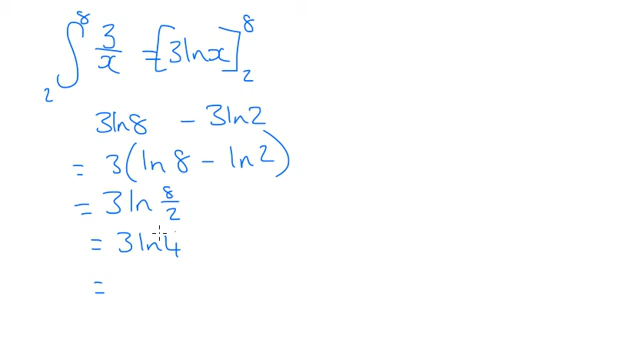 ∫₂⁸ 3/x = [3lnx]₂⁸
3ln8 - 3ln2
= 3(ln8 - ln2)
= 3ln 8/2
= 3ln4
=